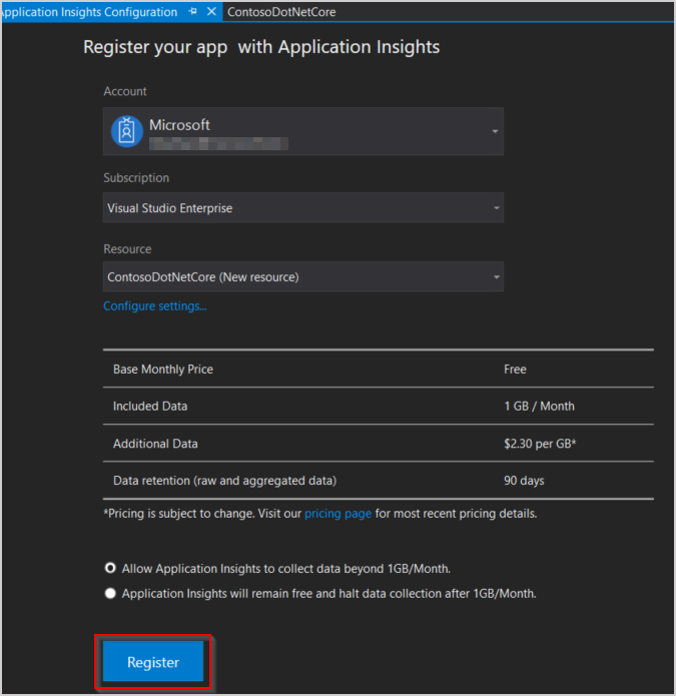 Application Insights Configuration ContosoDotNetCore
Register your app with Application Insights
Account
Microsoft
Subscription
Visual Studio Enterprise
Resource
ContosoDotNetCore (New resource)
Configure settings...
Base Monthly Price Free
Included Data 1 GB / Month
Additional Data $2.30 per GB*
Data retention (raw and aggregated data) 90 days
*Pricing is subject to change. Visit our pricing page for most recent pricing details.
Allow Application Insights to collect data beyond 1GB/Month.
Application Insights will remain free and halt data collection after 1GB/Month.
Register